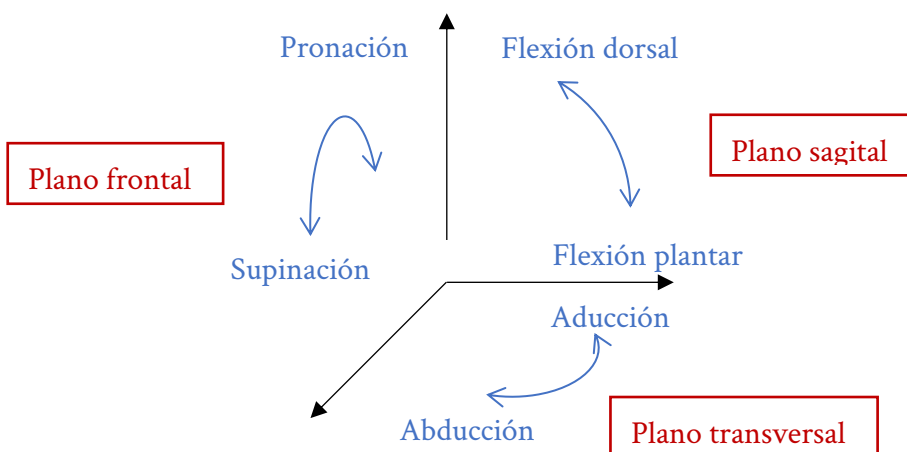 Pronación
Flexión dorsal
Plano frontal
Plano sagital
Supinación
Flexión plantar
Aducción
Abducción
Plano transversal